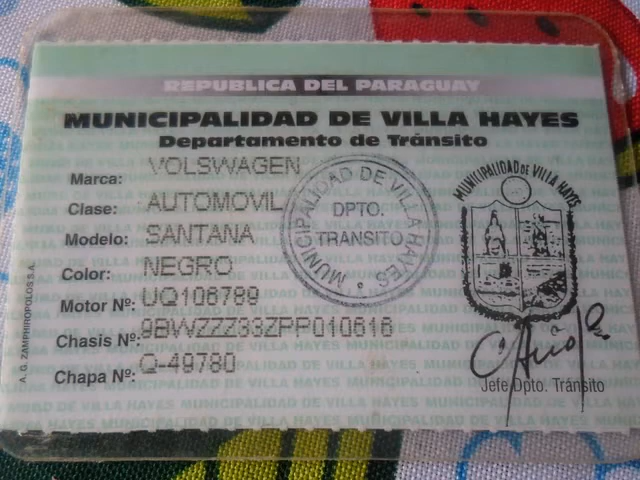 REPUBLICA DEL PARAGUAY
MUNICIPALIDAD DE VILLA HAYES
Departamento de Tránsito
Marca: VOLSWAGEN
Clase: AUTOMOVIL
Modelo: SANTANA
Color: NEGRO
Motor Nº: UQ106789
Chasis Nº: 9BWZZZ33ZPP010616
Chapa Nº: Q-49780
MUNICIPALIDAD DE VILLA HAYES
DPTO.
TRANSITO
MUNICIPALIDAD DE VILLA HAYES
Jefe Dpto. Tránsito
A. G. ZAMPHIROPOLOS S.A.